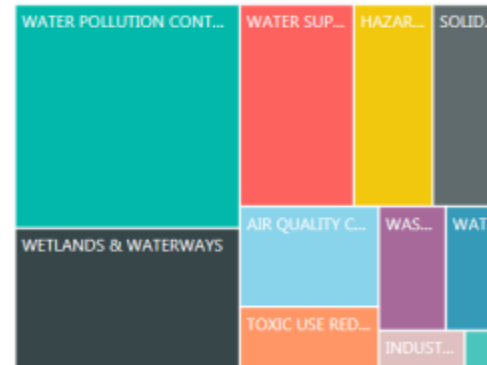 WATER POLLUTION CONT...
WATER SUP...
HAZAR...
SOLID.
WETLANDS & WATERWAYS
AIR QUALITY C...
WAS...
WAT
TOXIC USE RED...
INDUST...